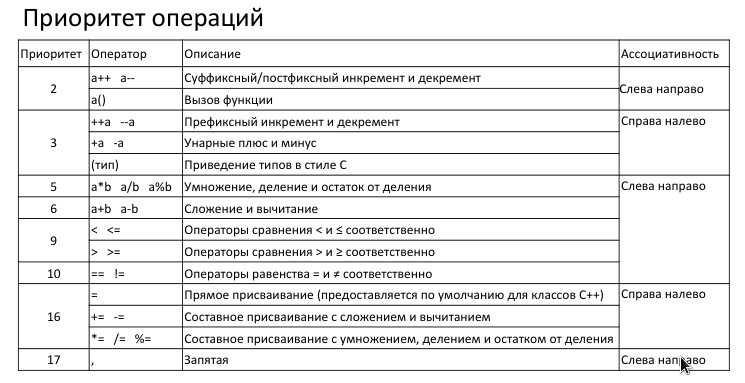 Приоритет операций
Приоритет Оператор Описание Ассоциативность
2 a++ a-- Суффиксный/постфиксный инкремент и декремент Слева направо
a() Вызов функции
3 ++a --a Префиксный инкремент и декремент Справа налево
+a -a Унарные плюс и минус
(тип) Приведение типов в стиле C
5 a*b a/b a%b Умножение, деление и остаток от деления Слева направо
6 a+b a-b Сложение и вычитание
9 < <= Операторы сравнения < и ≤ соответственно
> >= Операторы сравнения > и ≥ соответственно
10 == != Операторы равенства = и ≠ соответственно
16 = Прямое присваивание (предоставляется по умолчанию для классов C++) Справа налево
+= -= Составное присваивание с сложением и вычитанием
*= /= %= Составное присваивание с умножением, делением и остатком от деления
17 , Запятая Слева направо